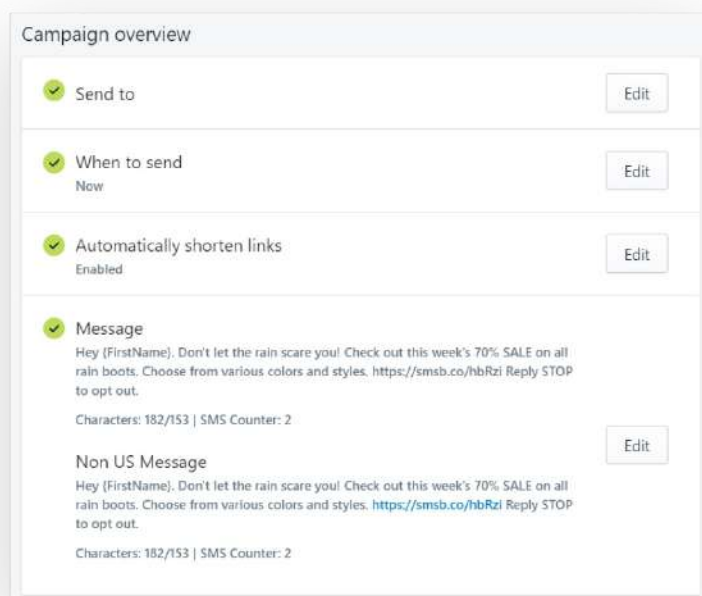 Campaign overview
Send to
Edit
When to send
Now
Edit
Automatically shorten links
Enabled
Edit
Message
Hey {FirstName}. Don't let the rain scare you! Check out this week's 70% SALE on all
rain boots. Choose from various colors and styles. https://smsb.co/hbRzi Reply STOP
to opt out.
Characters: 182/153 | SMS Counter: 2
Edit
Non US Message
Hey {FirstName}. Don't let the rain scare you! Check out this week's 70% SALE on all
rain boots. Choose from various colors and styles. https://smsb.co/hbRzi Reply STOP
to opt out.
Characters: 182/153 | SMS Counter: 2